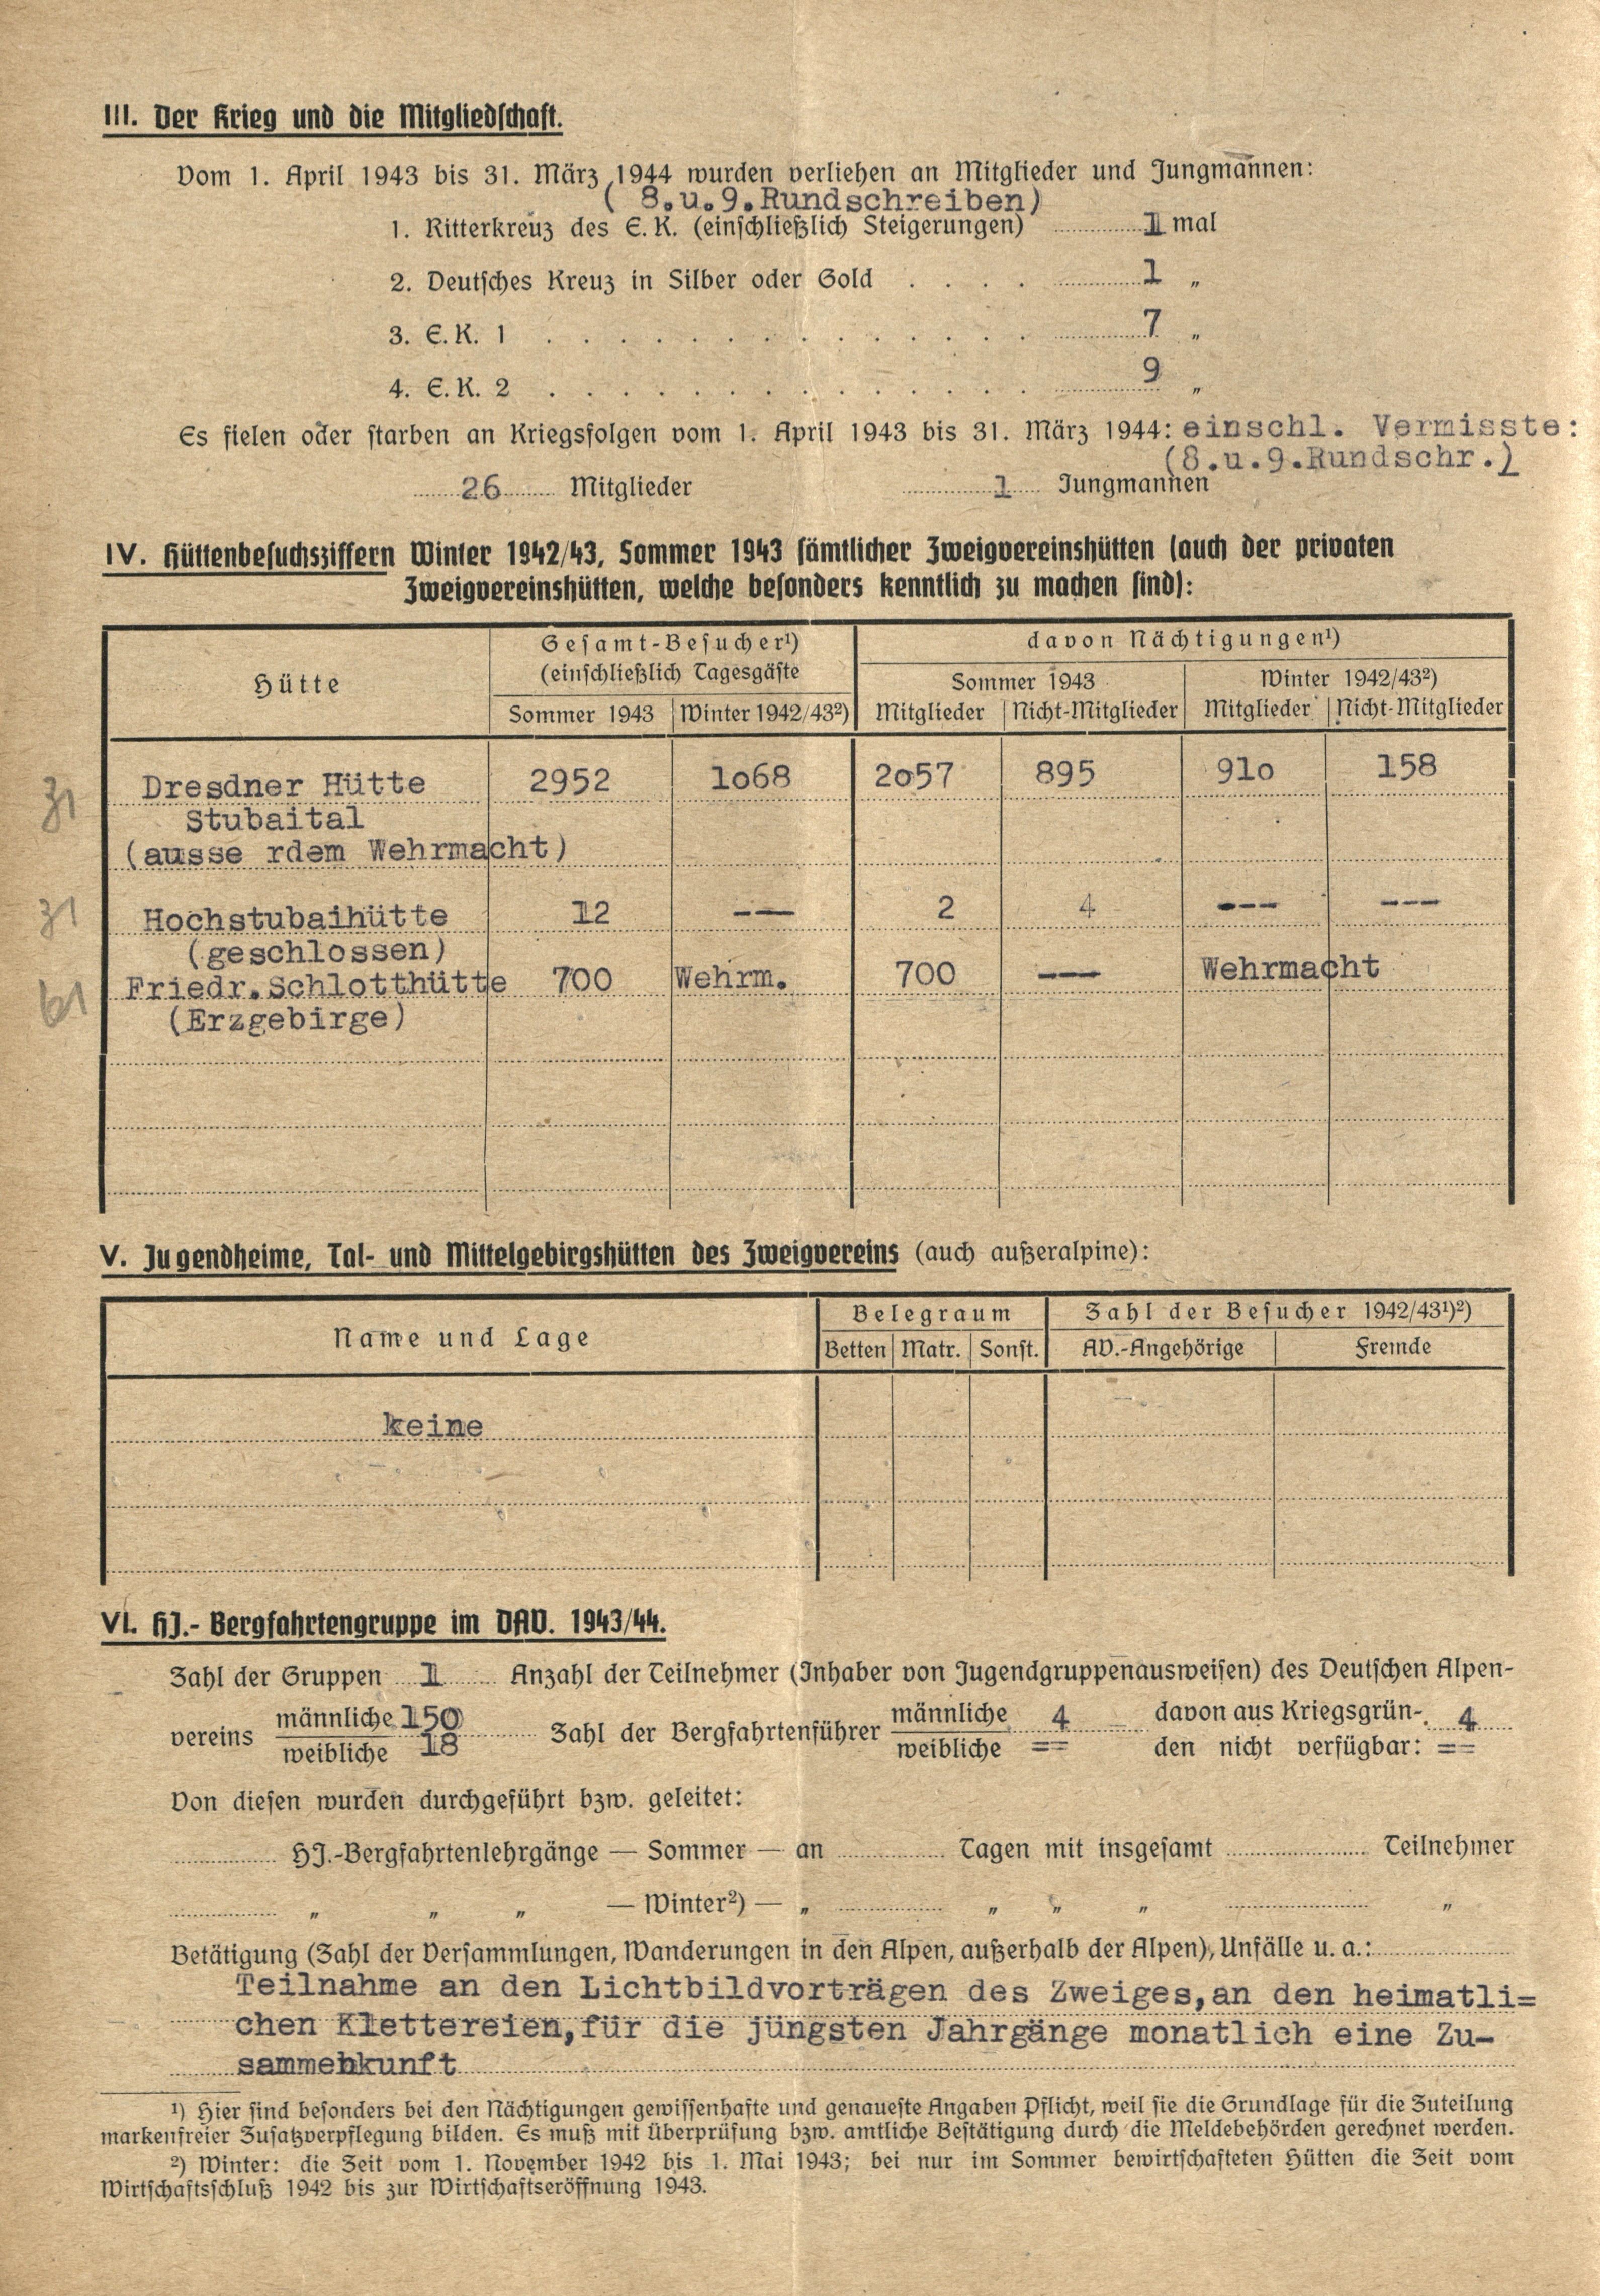 III. Der Krieg und die Mitgliedschaft.
Vom 1. April 1943 bis 31. März 1944 wurden verliehen an Mitglieder und Jungmannen:
( 8.u.9.Rundschreiben)
1. Ritterkreuz des E. K. (einschließlich Steigerungen) 1 mal
2. Deutsches Kreuz in Silber oder Gold . . . . 1 „
3. E. K. 1 . . . . . . . . . . . . 7 „
4. E. K. 2 . . . . . . . . . . . . 9 „
Es fielen oder starben an Kriegsfolgen vom 1. April 1943 bis 31. März 1944: einschl. Vermisste:
(8.u.9.Rundschr.)
26 Mitglieder 1 Jungmannen
IV. Hüttenbesuchsziffern Winter 1942/43, Sommer 1943 sämtlicher Zweigvereinshütten (auch der privaten
Zweigvereinshütten, welche besonders kenntlich zu machen sind):
Hütte Gesamt-Besucher¹) davon Nächtigungen¹)
(einschließlich Tagesgäste Sommer 1943 Winter 1942/43²)
Sommer 1943 Winter 1942/43²) Mitglieder Nicht-Mitglieder Mitglieder Nicht-Mitglieder
31 Dresdner Hütte 2952 1o68 2o57 895 91o 158
Stubaital
(ausse rdem Wehrmacht)
31 Hochstubaihütte 12 --- 2 4 --- ---
(geschlossen)
61 Friedr.Schlotthütte 700 Wehrm. 700 --- Wehrmacht
(Erzgebirge)
V. Jugendheime, Tal- und Mittelgebirgshütten des Zweigvereins (auch außeralpine):
Name und Lage Belegraum Zahl der Besucher 1942/43¹)²)
Betten Matr. Sonst. AV.-Angehörige Fremde
keine
VI. HJ.- Bergfahrtengruppe im DAV. 1943/44.
Zahl der Gruppen 1 Anzahl der Teilnehmer (Inhaber von Jugendgruppenausweisen) des Deutschen Alpen-
vereins männliche 150 Zahl der Bergfahrtenführer männliche 4 davon aus Kriegsgrün- 4
weibliche 18 weibliche == den nicht verfügbar: ==
Von diesen wurden durchgeführt bzw. geleitet:
HJ.-Bergfahrtenlehrgänge — Sommer — an Tagen mit insgesamt Teilnehmer
„ „ „ — Winter²) — „ „ „ „ „
Betätigung (Zahl der Versammlungen, Wanderungen in den Alpen, außerhalb der Alpen), Unfälle u. a.:
Teilnahme an den Lichtbildvorträgen des Zweiges,an den heimatli=
chen Klettereien,für die jüngsten Jahrgänge monatlich eine Zu-
sammenkunft
¹) Hier sind besonders bei den Nächtigungen gewissenhafte und genaueste Angaben Pflicht, weil sie die Grundlage für die Zuteilung
markenfreier Zusatzverpflegung bilden. Es muß mit Überprüfung bzw. amtliche Bestätigung durch die Meldebehörden gerechnet werden.
²) Winter: die Zeit vom 1. November 1942 bis 1. Mai 1943; bei nur im Sommer bewirtschafteten Hütten die Zeit vom
Wirtschaftsschluß 1942 bis zur Wirtschaftseröffnung 1943.